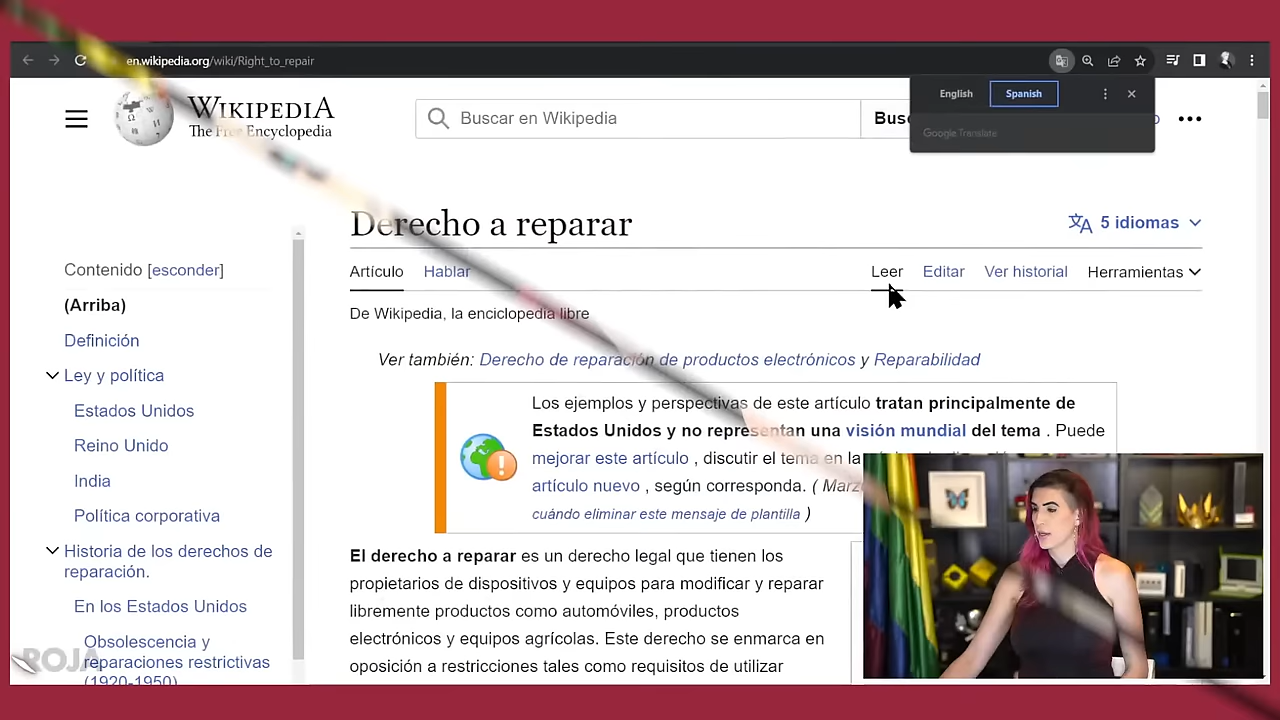 en.wikipedia.org/wiki/Right_to_repair
English Spanish
Google Translate
WIKIPEDIA
The Free Encyclopedia
Buscar en Wikipedia
Derecho a reparar
5 idiomas
Contenido [esconder]
(Arriba)
Definición
Ley y política
Estados Unidos
Reino Unido
India
Política corporativa
Historia de los derechos de
reparación.
En los Estados Unidos
Obsolescencia y
reparaciones restrictivas
(1920-1950)
Artículo Hablar
Leer Editar Ver historial Herramientas
De Wikipedia, la enciclopedia libre
Ver también: Derecho de reparación de productos electrónicos y Reparabilidad
Los ejemplos y perspectivas de este artículo tratan principalmente de
Estados Unidos y no representan una visión mundial del tema . Puede
mejorar este artículo , discutir el tema en la
artículo nuevo , según corresponda. (
cuándo eliminar este mensaje de plantilla )
El derecho a reparar es un derecho legal que tienen los
propietarios de dispositivos y equipos para modificar y reparar
libremente productos como automóviles, productos
electrónicos y equipos agrícolas. Este derecho se enmarca en
oposición a restricciones tales como requisitos de utilizar
ROJA